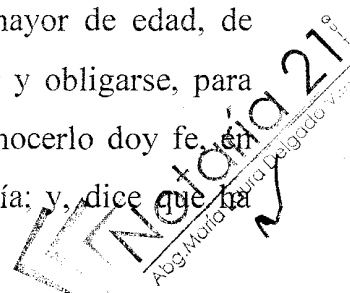 mayor de edad, de
y obligarse, para
nocerlo doy fe, en
ía; y, dice que ha
Notaría 21
Abg. María Laura Delgado